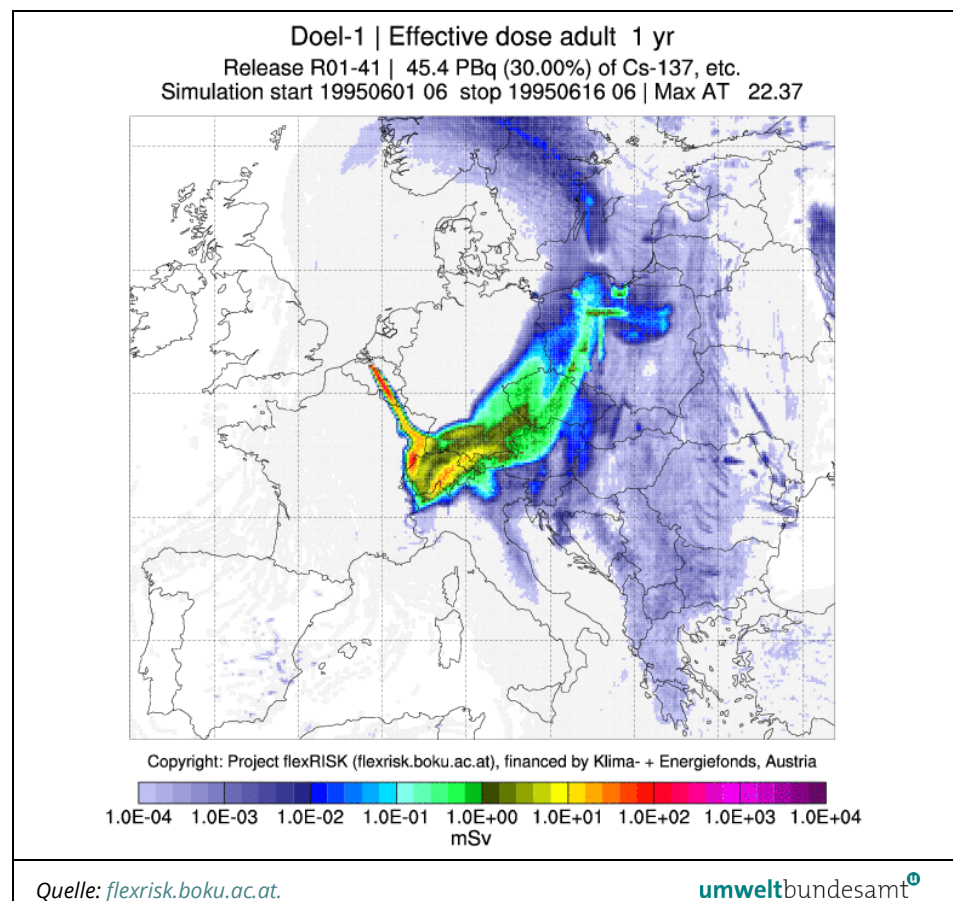 Doel-1 | Effective dose adult 1 yr
Release R01-41 | 45.4 PBq (30.00%) of Cs-137, etc.
Simulation start 19950601 06 stop 19950616 06 | Max AT 22.37
Copyright: Project flexRISK (flexrisk.boku.ac.at), financed by Klima- + Energiefonds, Austria
1.0E-04 1.0E-03 1.0E-02 1.0E-01 1.0E+00 1.0E+01 1.0E+02 1.0E+03 1.0E+04
mSv
Quelle: flexrisk.boku.ac.at.
umweltbundesamt u